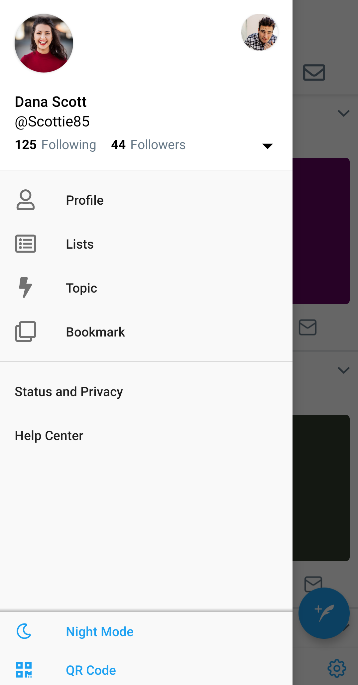 Dana Scott
@Scottie85
125 Following 44 Followers
Profile
Lists
Topic
Bookmark
Status and Privacy
Help Center
Night Mode
QR Code